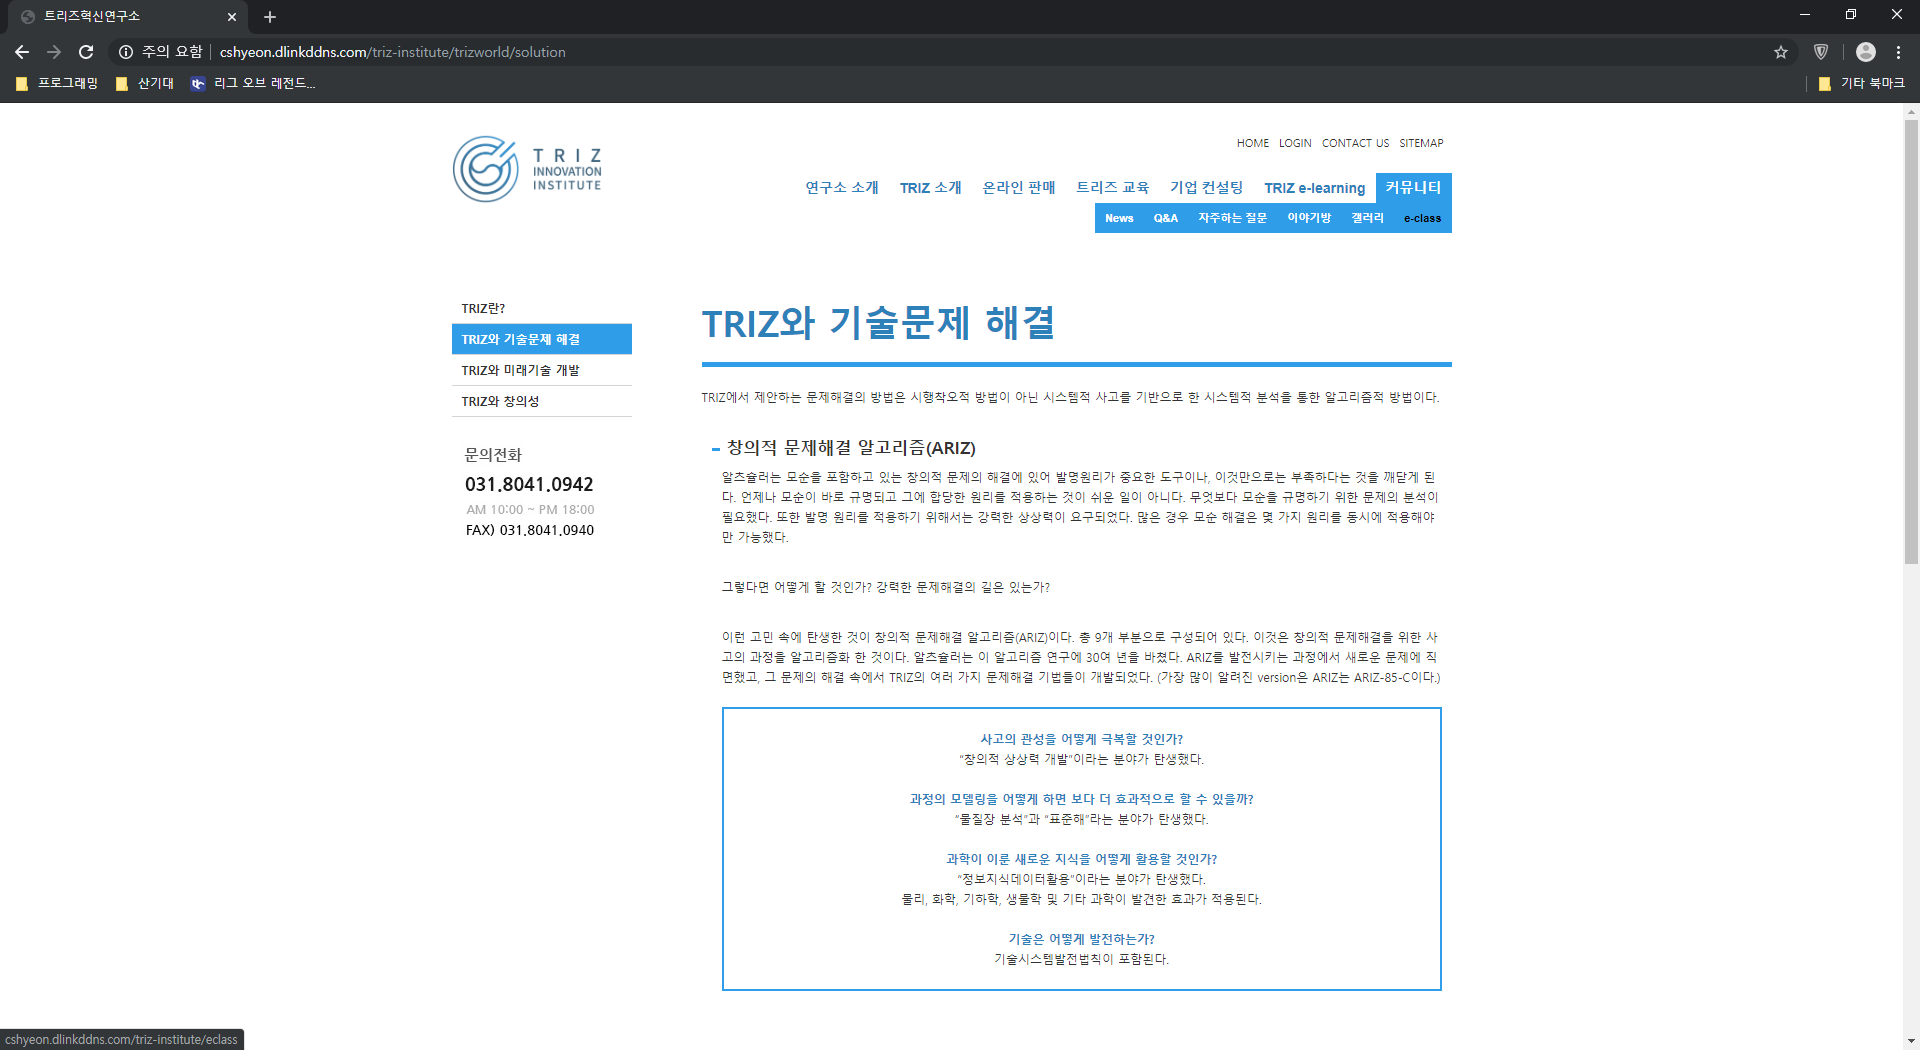 트리즈혁신연구소
주의 요함 cshyeon.dlinkddns.com/triz-institute/trizworld/solution
프로그래밍 산기대 리그 오브 레전드... 기타 북마크
TRIZ
INNOVATION
INSTITUTE
HOME LOGIN CONTACT US SITEMAP
연구소 소개 TRIZ 소개 온라인 판매 트리즈 교육 기업 컨설팅 TRIZ e-learning 커뮤니티
News Q&A 자주하는 질문 이야기방 갤러리 e-class
TRIZ란?
TRIZ와 기술문제 해결
TRIZ와 미래기술 개발
TRIZ와 창의성
문의전화
031.8041.0942
AM 10:00 ~ PM 18:00
FAX) 031.8041.0940
TRIZ와 기술문제 해결
TRIZ에서 제안하는 문제해결의 방법은 시행착오적 방법이 아닌 시스템적 사고를 기반으로 한 시스템적 분석을 통한 알고리즘적 방법이다.
창의적 문제해결 알고리즘(ARIZ)
알츠슐러는 모순을 포함하고 있는 창의적 문제의 해결에 있어 발명원리가 중요한 도구이나, 이것만으로는 부족하다는 것을 깨닫게 된
다. 언제나 모순이 바로 규명되고 그에 합당한 원리를 적용하는 것이 쉬운 일이 아니다. 무엇보다 모순을 규명하기 위한 문제의 분석이
필요했다. 또한 발명 원리를 적용하기 위해서는 강력한 상상력이 요구되었다. 많은 경우 모순 해결은 몇 가지 원리를 동시에 적용해야
만 가능했다.
그렇다면 어떻게 할 것인가? 강력한 문제해결의 길은 있는가?
이런 고민 속에 탄생한 것이 창의적 문제해결 알고리즘(ARIZ)이다. 총 9개 부분으로 구성되어 있다. 이것은 창의적 문제해결을 위한 사
고의 과정을 알고리즘화 한 것이다. 알츠슐러는 이 알고리즘 연구에 30여 년을 바쳤다. ARIZ를 발전시키는 과정에서 새로운 문제에 직
면했고, 그 문제의 해결 속에서 TRIZ의 여러 가지 문제해결 기법들이 개발되었다. (가장 많이 알려진 version은 ARIZ는 ARIZ-85-C이다.)
사고의 관성을 어떻게 극복할 것인가?
“창의적 상상력 개발”이라는 분야가 탄생했다.
과정의 모델링을 어떻게 하면 보다 더 효과적으로 할 수 있을까?
“물질장 분석”과 “표준해”라는 분야가 탄생했다.
과학이 이룬 새로운 지식을 어떻게 활용할 것인가?
“정보지식데이터활용”이라는 분야가 탄생했다.
물리, 화학, 기하학, 생물학 및 기타 과학이 발견한 효과가 적용된다.
기술은 어떻게 발전하는가?
기술시스템발전법칙이 포함된다.
cshyeon.dlinkddns.com/triz-institute/eclass